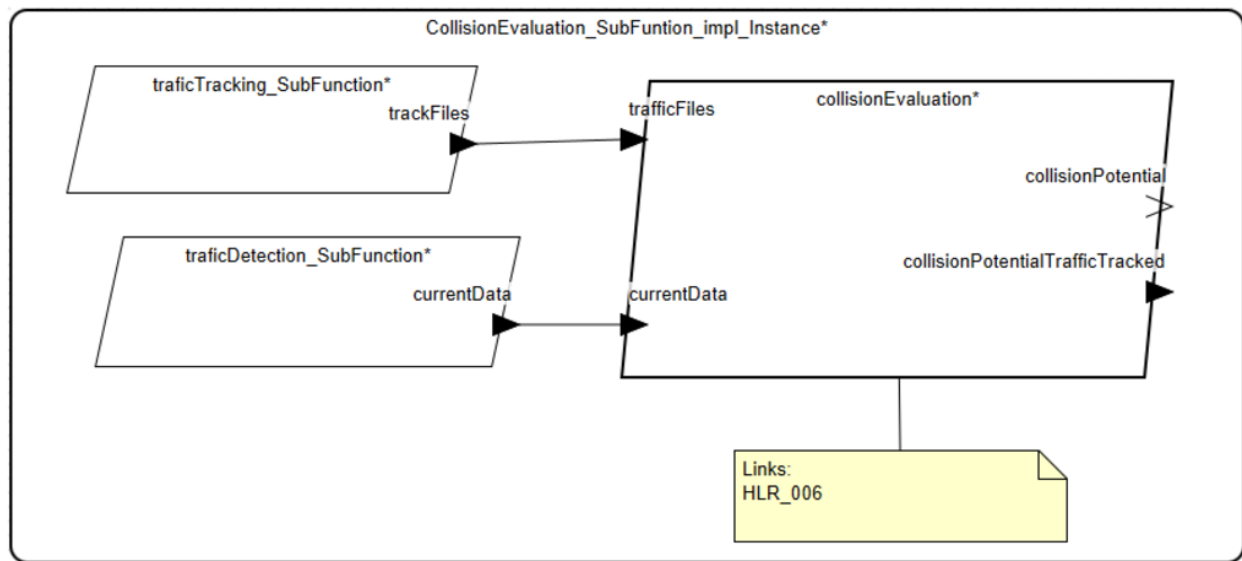 CollisionEvaluation_SubFuntion_impl_Instance*
traficTracking_SubFunction*
trackFiles
collisionEvaluation*
trafficFiles
collisionPotential
traficDetection_SubFunction*
collisionPotentialTrafficTracked
currentData
currentData
Links:
HLR_006